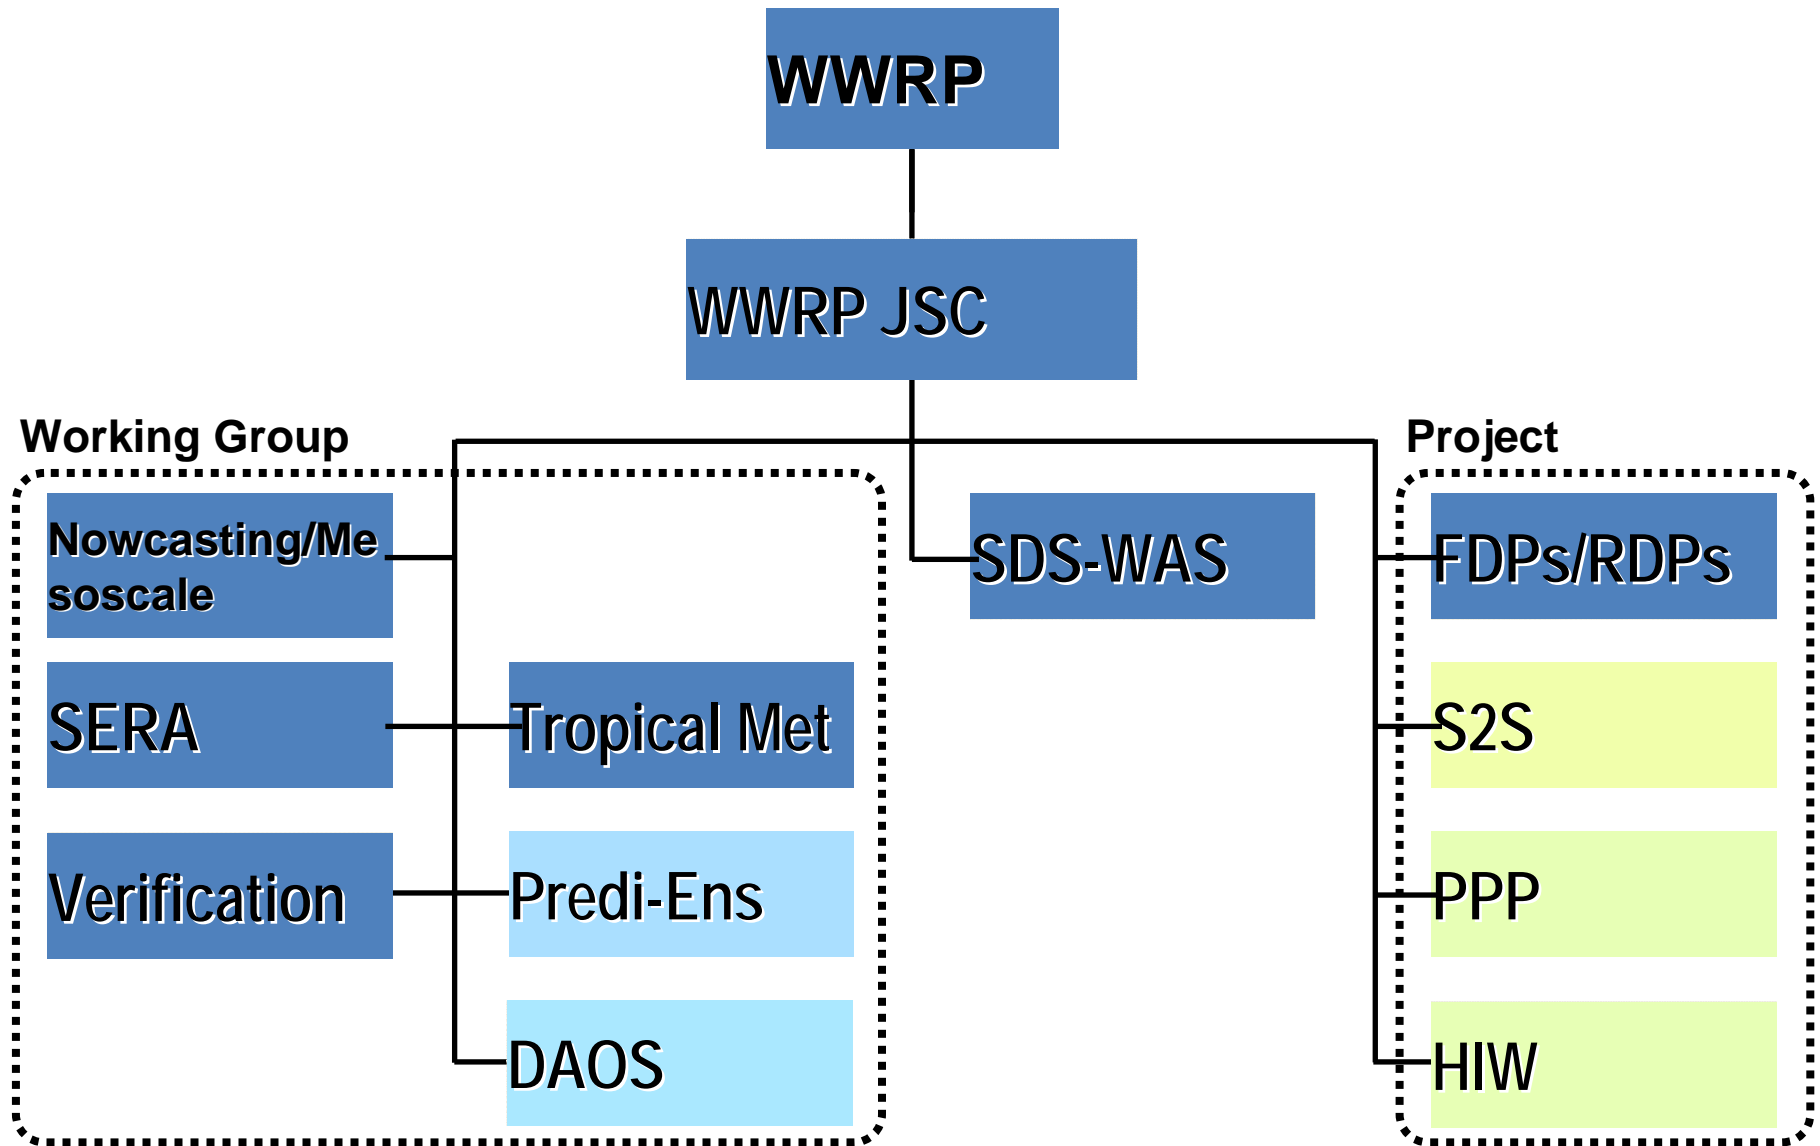 WWRP
WWRP JSC
Working Group
Project
Nowcasting/Me
soscale
SDS-WAS
FDPs/RDPs
SERA
Tropical Met
S2S
Verification
Predi-Ens
PPP
DAOS
HIW